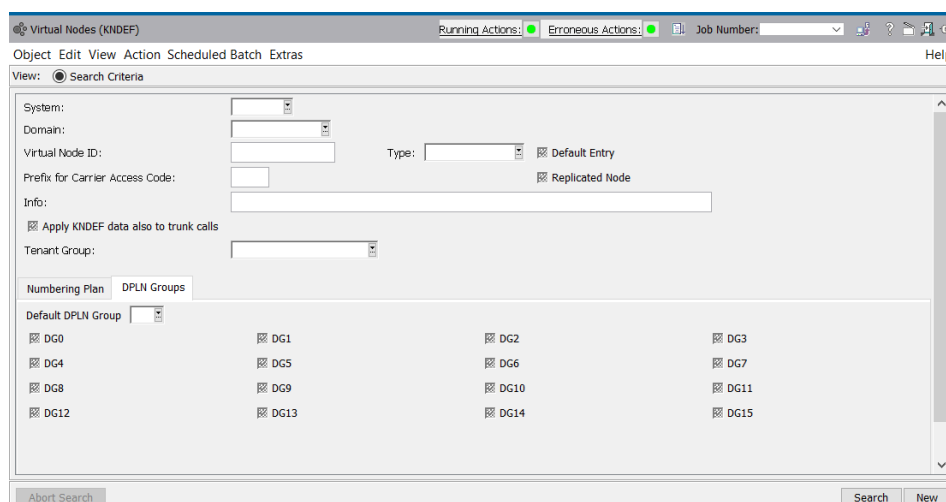 Virtual Nodes (KNDEF) Running Actions: Erroneous Actions: Job Number:
Object Edit View Action Scheduled Batch Extras Help
View: Search Criteria
System:
Domain:
Virtual Node ID: Type: Default Entry
Prefix for Carrier Access Code: Replicated Node
Info:
Apply KNDEF data also to trunk calls
Tenant Group:
Numbering Plan DPLN Groups
Default DPLN Group
DG0 DG1 DG2 DG3
DG4 DG5 DG6 DG7
DG8 DG9 DG10 DG11
DG12 DG13 DG14 DG15
Abort Search Search New